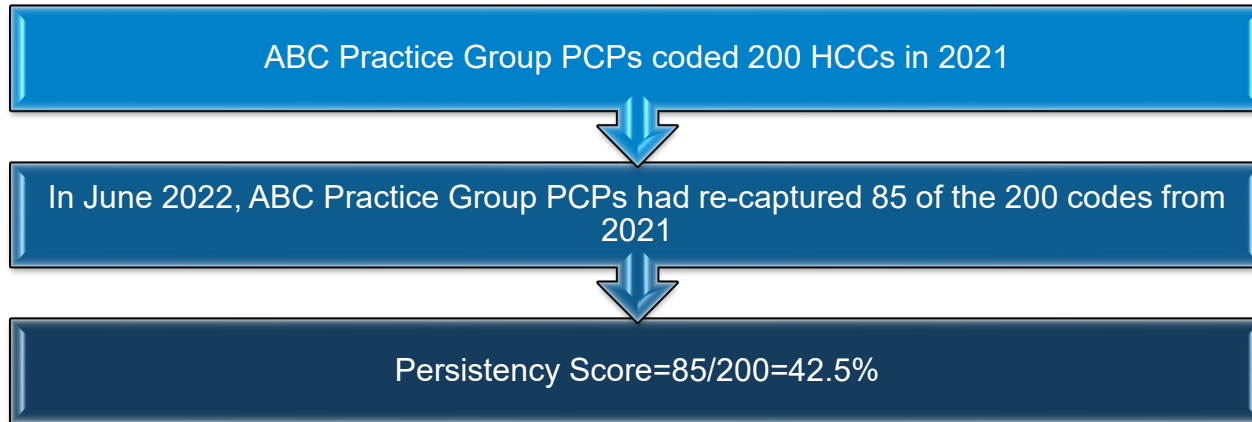 ABC Practice Group PCPs coded 200 HCCs in 2021
In June 2022, ABC Practice Group PCPs had re-captured 85 of the 200 codes from
2021
Persistency Score=85/200=42.5%